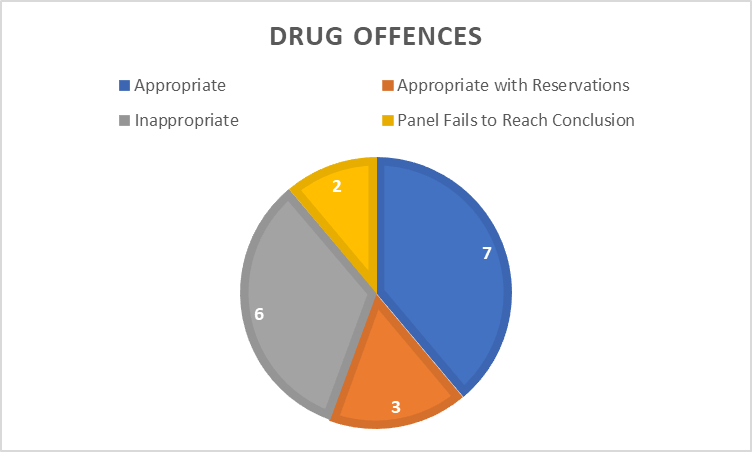 DRUG OFFENCES
Appropriate
Appropriate with Reservations
Inappropriate
Panel Fails to Reach Conclusion
2
7
6
3